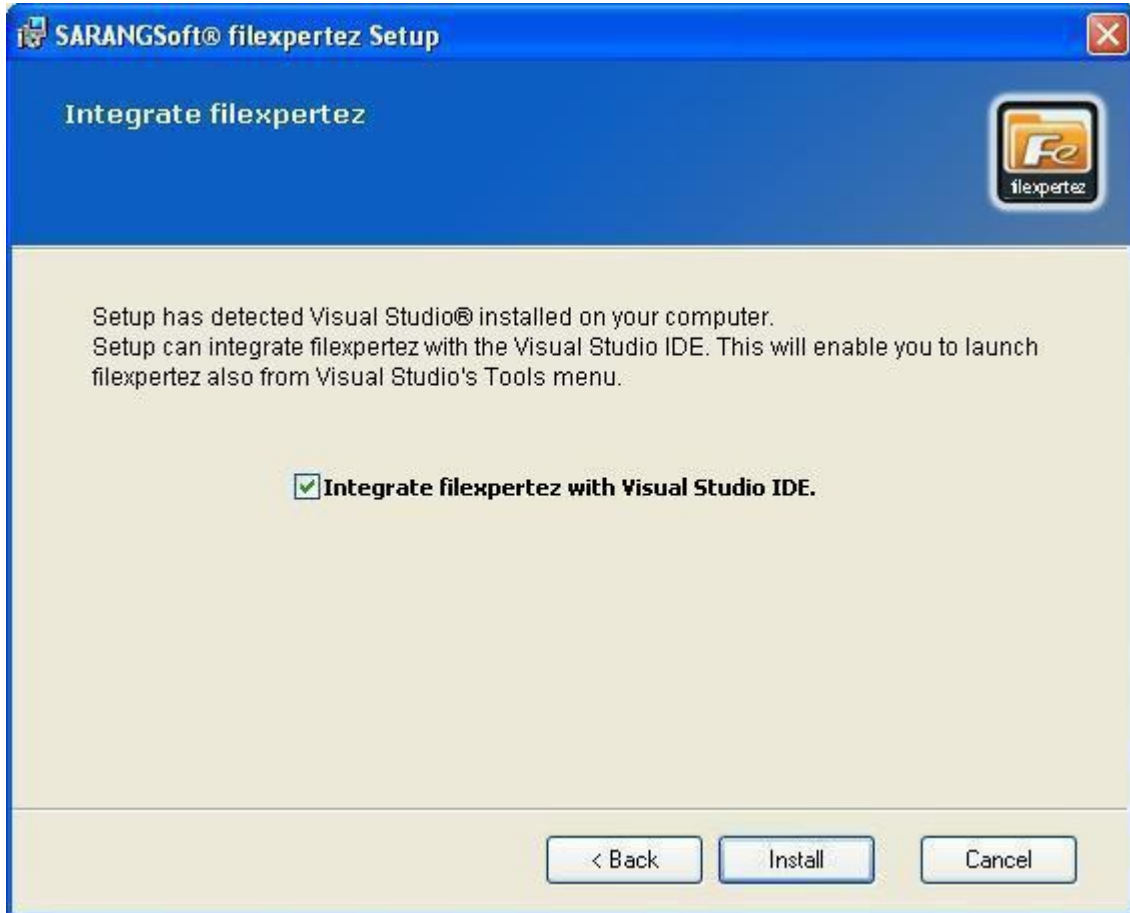 SARANGSoft® filexpertez Setup
Integrate filexpertez
Fe
filexpertez
Setup has detected Visual Studio® installed on your computer.
Setup can integrate filexpertez with the Visual Studio IDE. This will enable you to launch
filexpertez also from Visual Studio's Tools menu.
Integrate filexpertez with Visual Studio IDE.
< Back
Install
Cancel